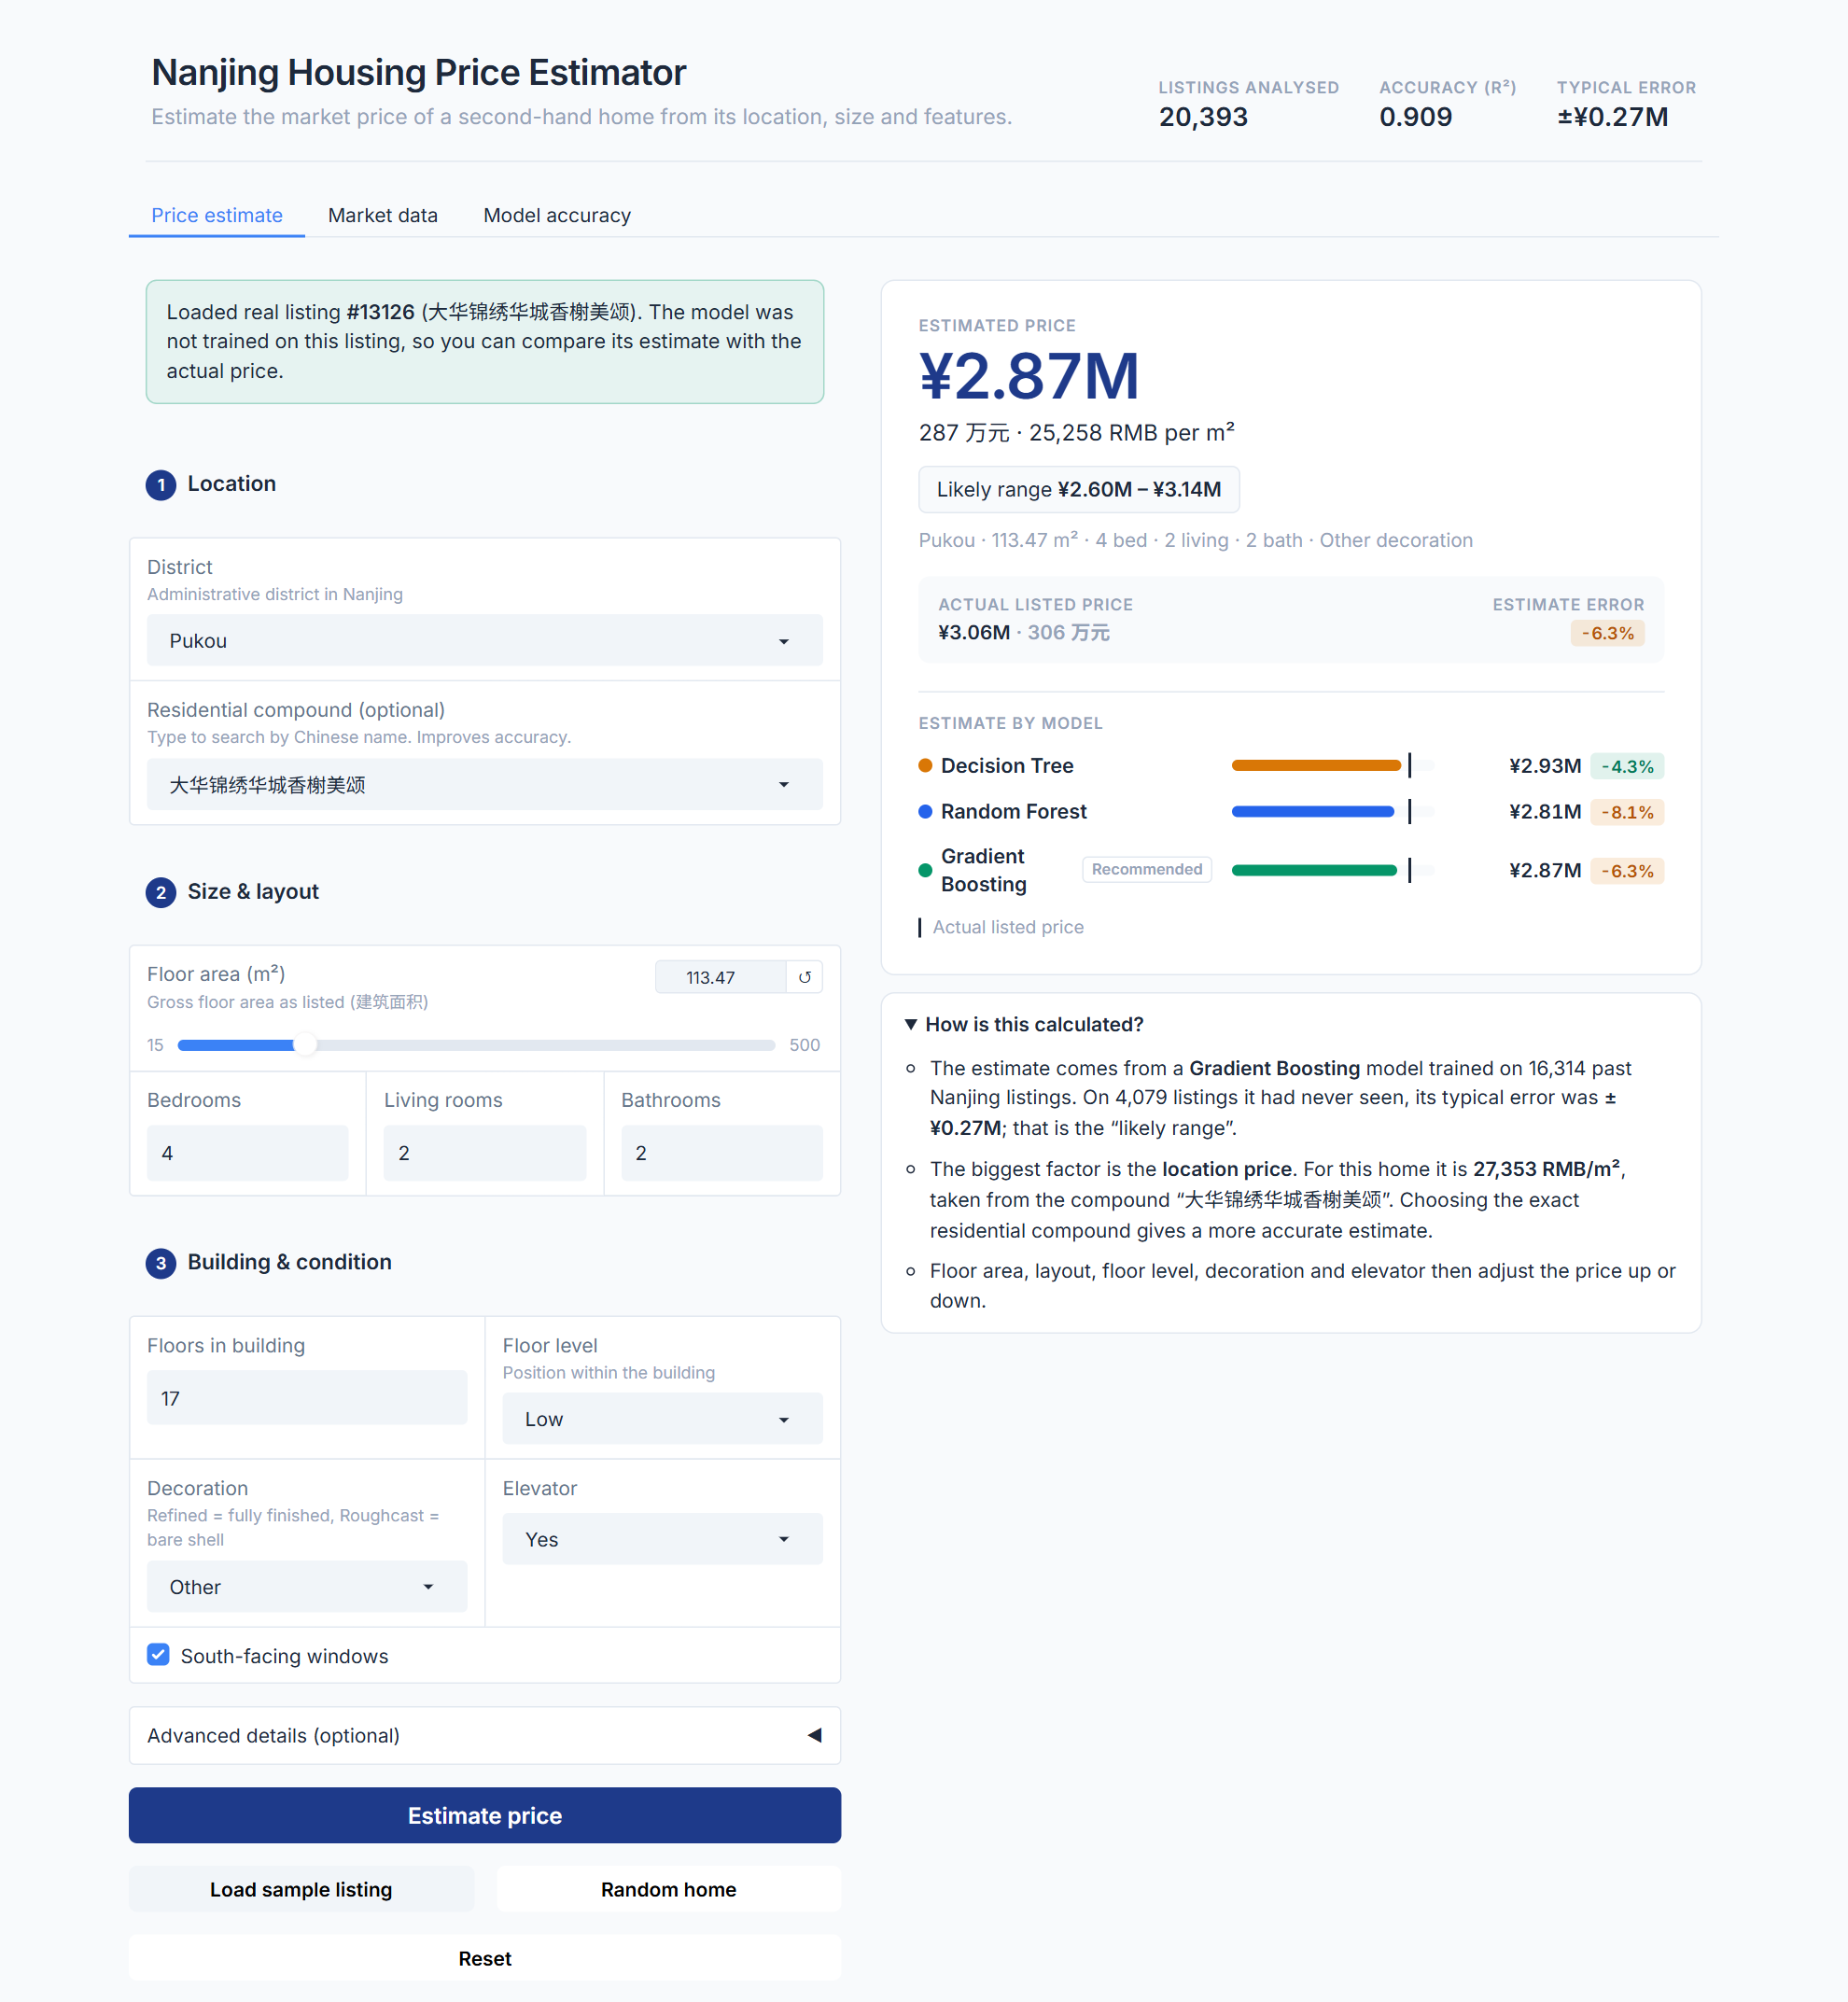 Nanjing Housing Price Estimator
Estimate the market price of a second-hand home from its location, size and features.
LISTINGS ANALYSED
20,393
ACCURACY (R²)
0.909
TYPICAL ERROR
±¥0.27M
Price estimate
Market data
Model accuracy
Loaded real listing #13126 (大华锦绣华城香榭美颂). The model was
not trained on this listing, so you can compare its estimate with the
actual price.
1 Location
District
Administrative district in Nanjing
Pukou
Residential compound (optional)
Type to search by Chinese name. Improves accuracy.
大华锦绣华城香榭美颂
2 Size & layout
Floor area (m²)
113.47 ↺
Gross floor area as listed (建筑面积)
15
500
Bedrooms
4
Living rooms
2
Bathrooms
2
3 Building & condition
Floors in building
17
Floor level
Position within the building
Low
Decoration
Refined = fully finished, Roughcast =
bare shell
Other
Elevator
Yes
South-facing windows
Advanced details (optional)
Estimate price
Load sample listing
Random home
Reset
ESTIMATED PRICE
¥2.87M
287 万元 · 25,258 RMB per m²
Likely range ¥2.60M – ¥3.14M
Pukou · 113.47 m² · 4 bed · 2 living · 2 bath · Other decoration
ACTUAL LISTED PRICE
¥3.06M · 306 万元
ESTIMATE ERROR
-6.3%
ESTIMATE BY MODEL
Decision Tree ¥2.93M -4.3%
Random Forest ¥2.81M -8.1%
Gradient
Boosting
Recommended ¥2.87M -6.3%
Actual listed price
How is this calculated?
The estimate comes from a Gradient Boosting model trained on 16,314 past
Nanjing listings. On 4,079 listings it had never seen, its typical error was ±
¥0.27M; that is the “likely range”.
The biggest factor is the location price. For this home it is 27,353 RMB/m²,
taken from the compound “大华锦绣华城香榭美颂”. Choosing the exact
residential compound gives a more accurate estimate.
Floor area, layout, floor level, decoration and elevator then adjust the price up or
down.